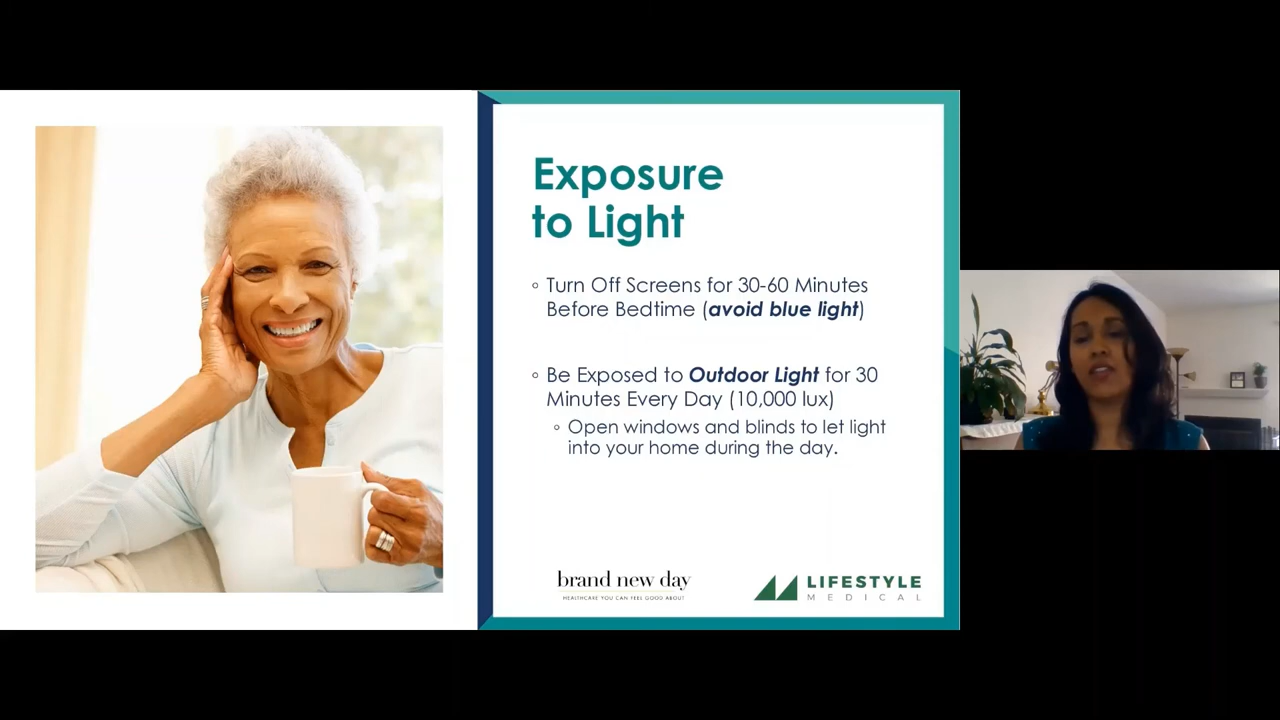 Exposure
to Light
◦ Turn Off Screens for 30-60 Minutes
Before Bedtime (avoid blue light)
◦ Be Exposed to Outdoor Light for 30
Minutes Every Day (10,000 lux)
◦ Open windows and blinds to let light
into your home during the day.
brand new day
HEALTHCARE YOU CAN FEEL GOOD ABOUT
LIFESTYLE
MEDICAL